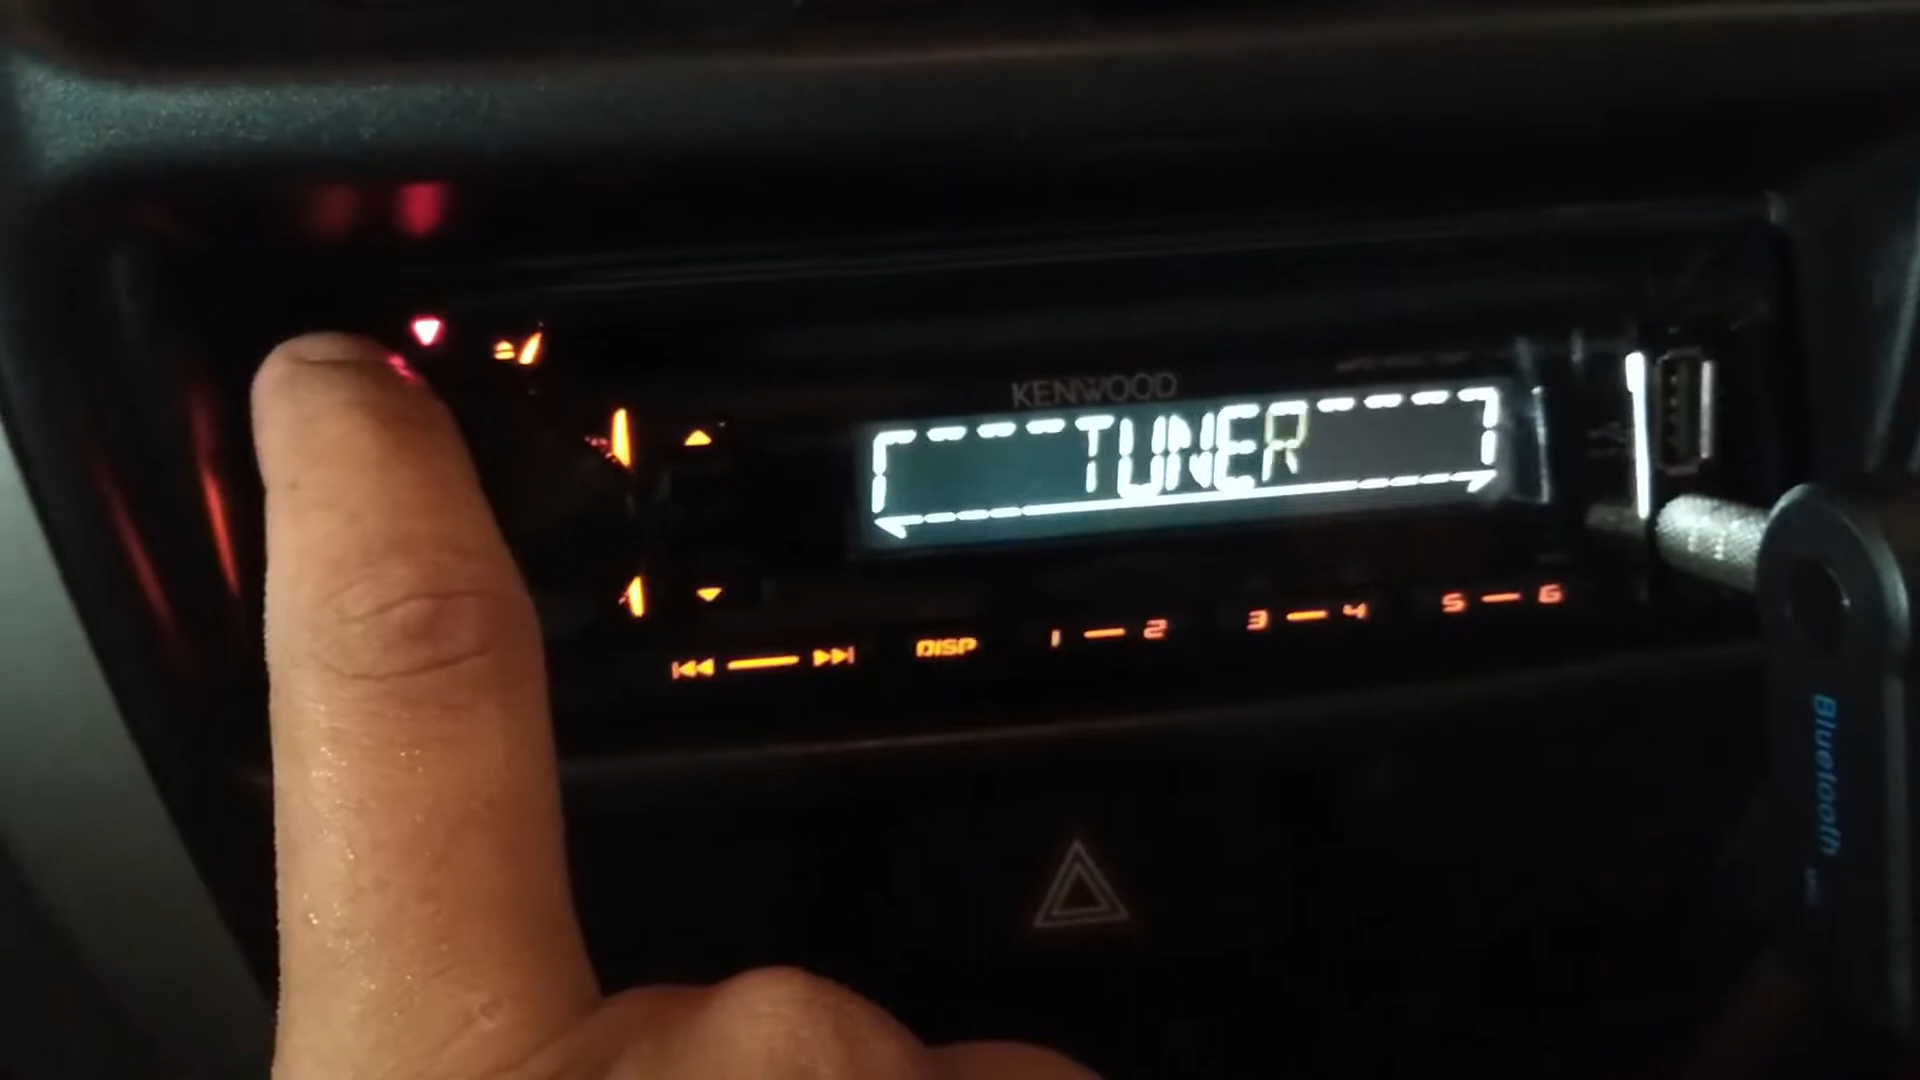 KENWOOD
TUNER
DISP
1 — 2
3 — 4
5 — 6
Bluetooth